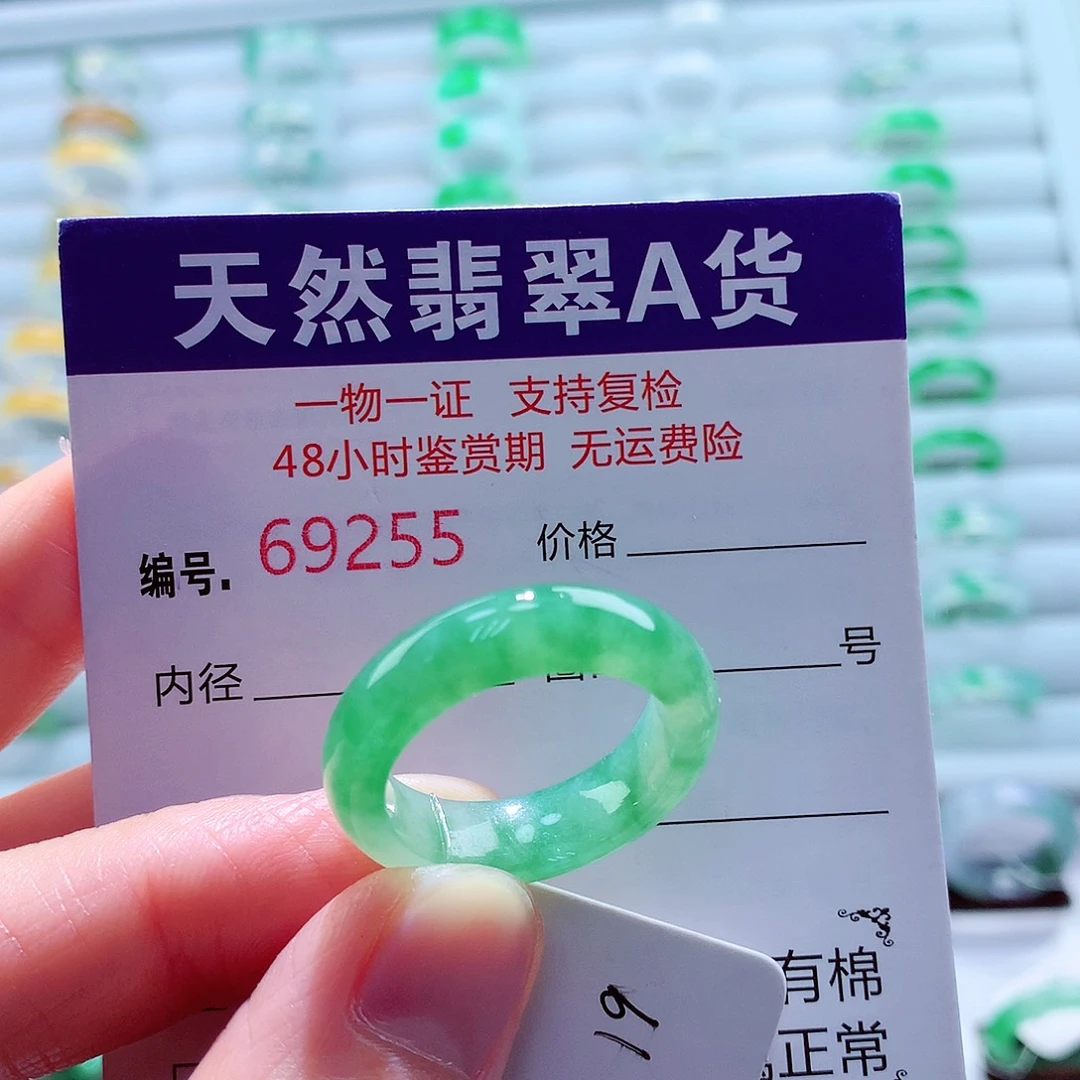 天然翡翠A货
一物一证 支持复检
48小时鉴赏期 无运费险
编号. 69255 价格
内径 号
19
有棉
正常